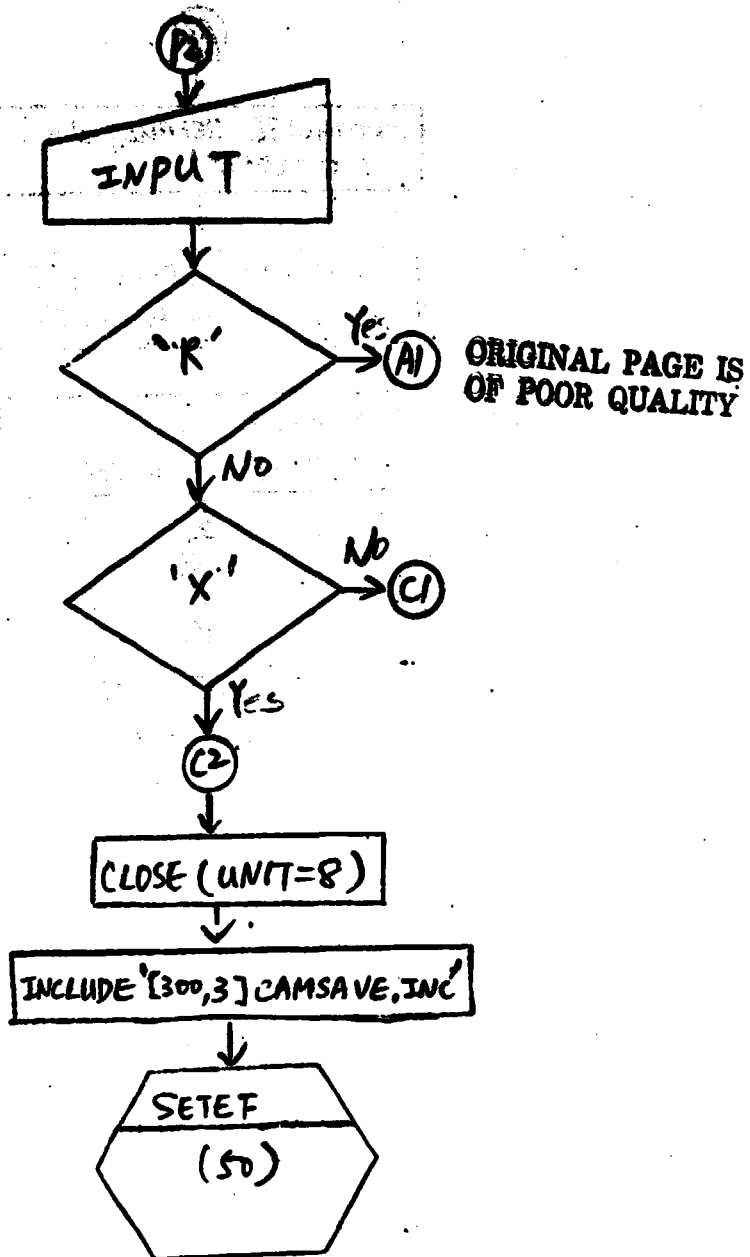 P2
INPUT
'R'
Yes
A1
ORIGINAL PAGE IS
OF POOR QUALITY
No
'X'
No
C1
Yes
C2
CLOSE (UNIT=8)
INCLUDE '[300,3] CAMSAVE.INC'
SETEF
(50)